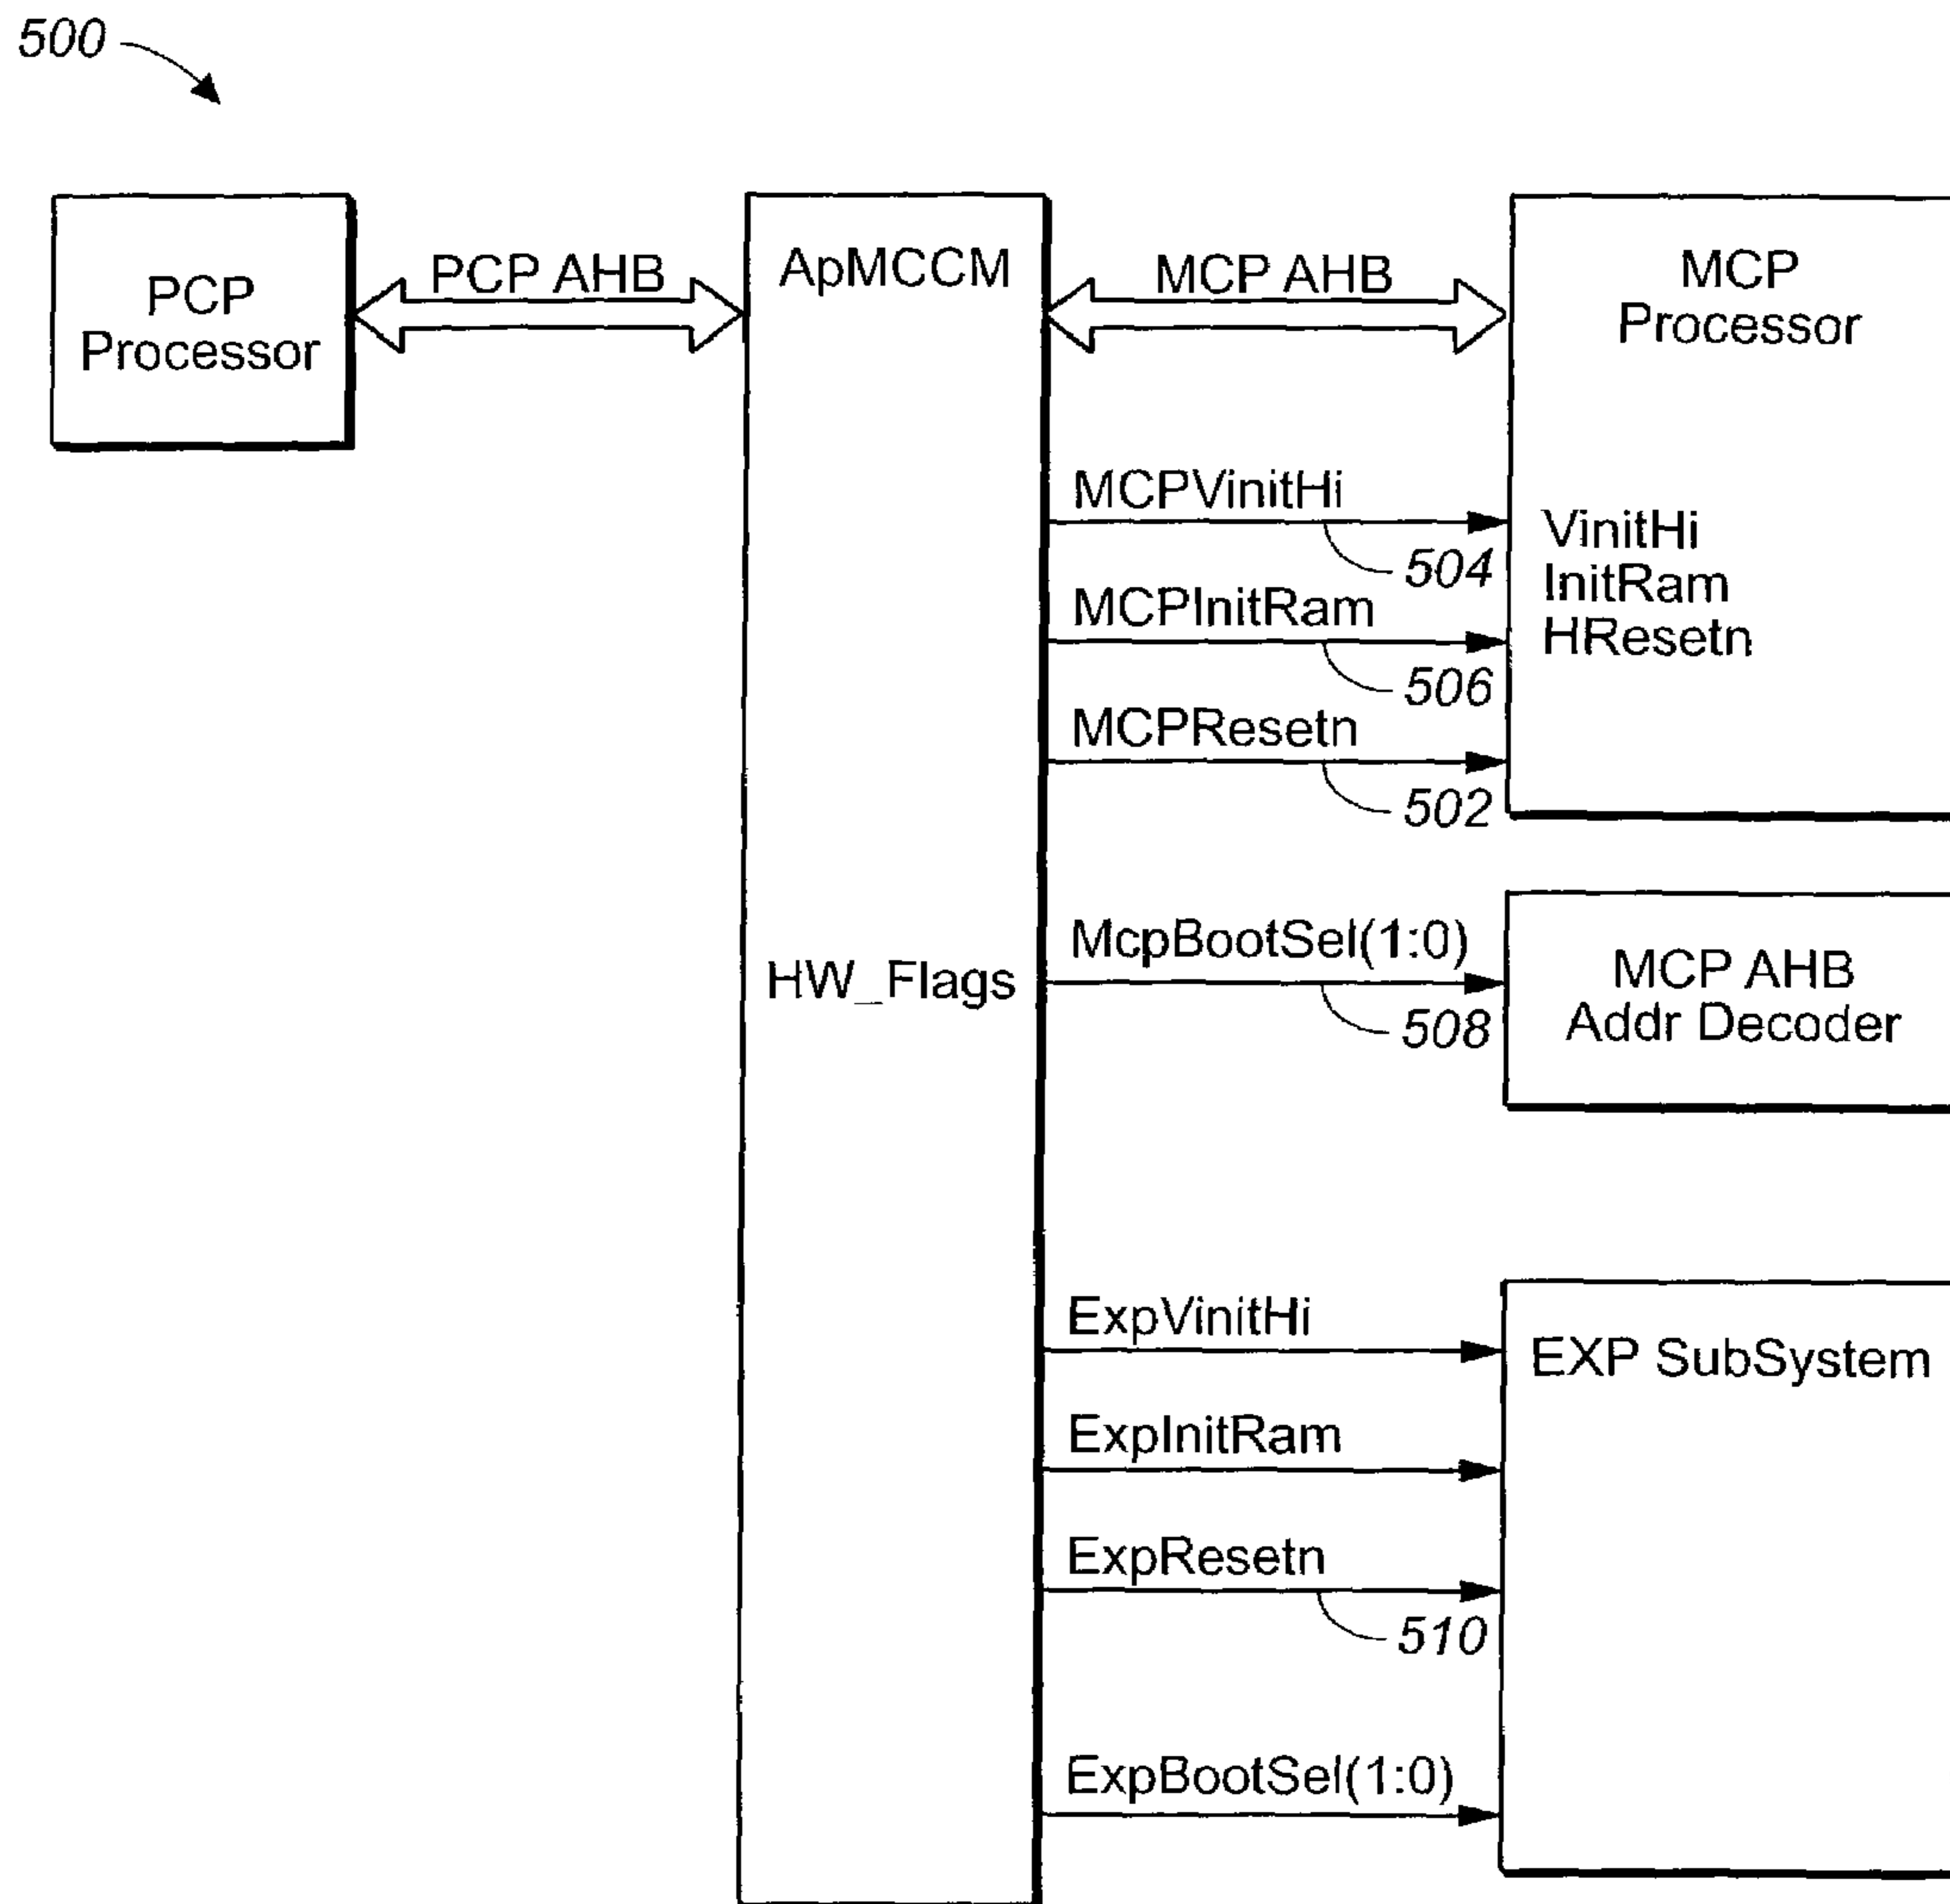 500
PCP
Processor
PCP AHB
ApMCCM
MCP AHB
MCP
Processor
MCPVinitHi
504
MCPInitRam
506
MCPResetn
502
VinitHi
InitRam
HResetn
HW_Flags
McpBootSel(1:0)
508
MCP AHB
Addr Decoder
ExpVinitHi
ExpInitRam
ExpResetn
510
ExpBootSel(1:0)
EXP SubSystem